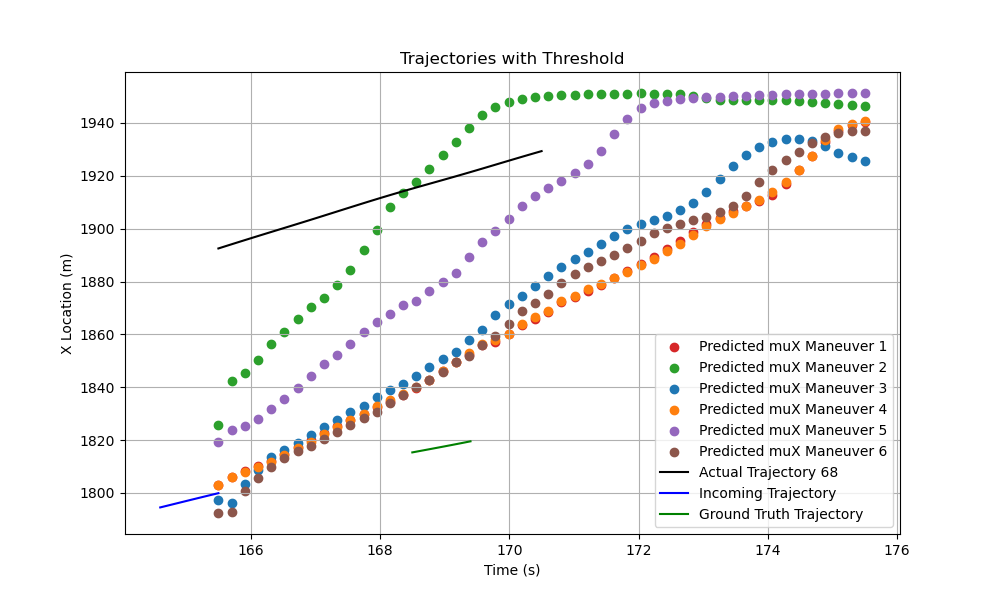 Trajectories with Threshold
X Location (m)
1940
1920
1900
1880
1860
1840
1820
1800
166
168
170
172
174
176
Time (s)
Predicted muX Maneuver 1
Predicted muX Maneuver 2
Predicted muX Maneuver 3
Predicted muX Maneuver 4
Predicted muX Maneuver 5
Predicted muX Maneuver 6
Actual Trajectory 68
Incoming Trajectory
Ground Truth Trajectory